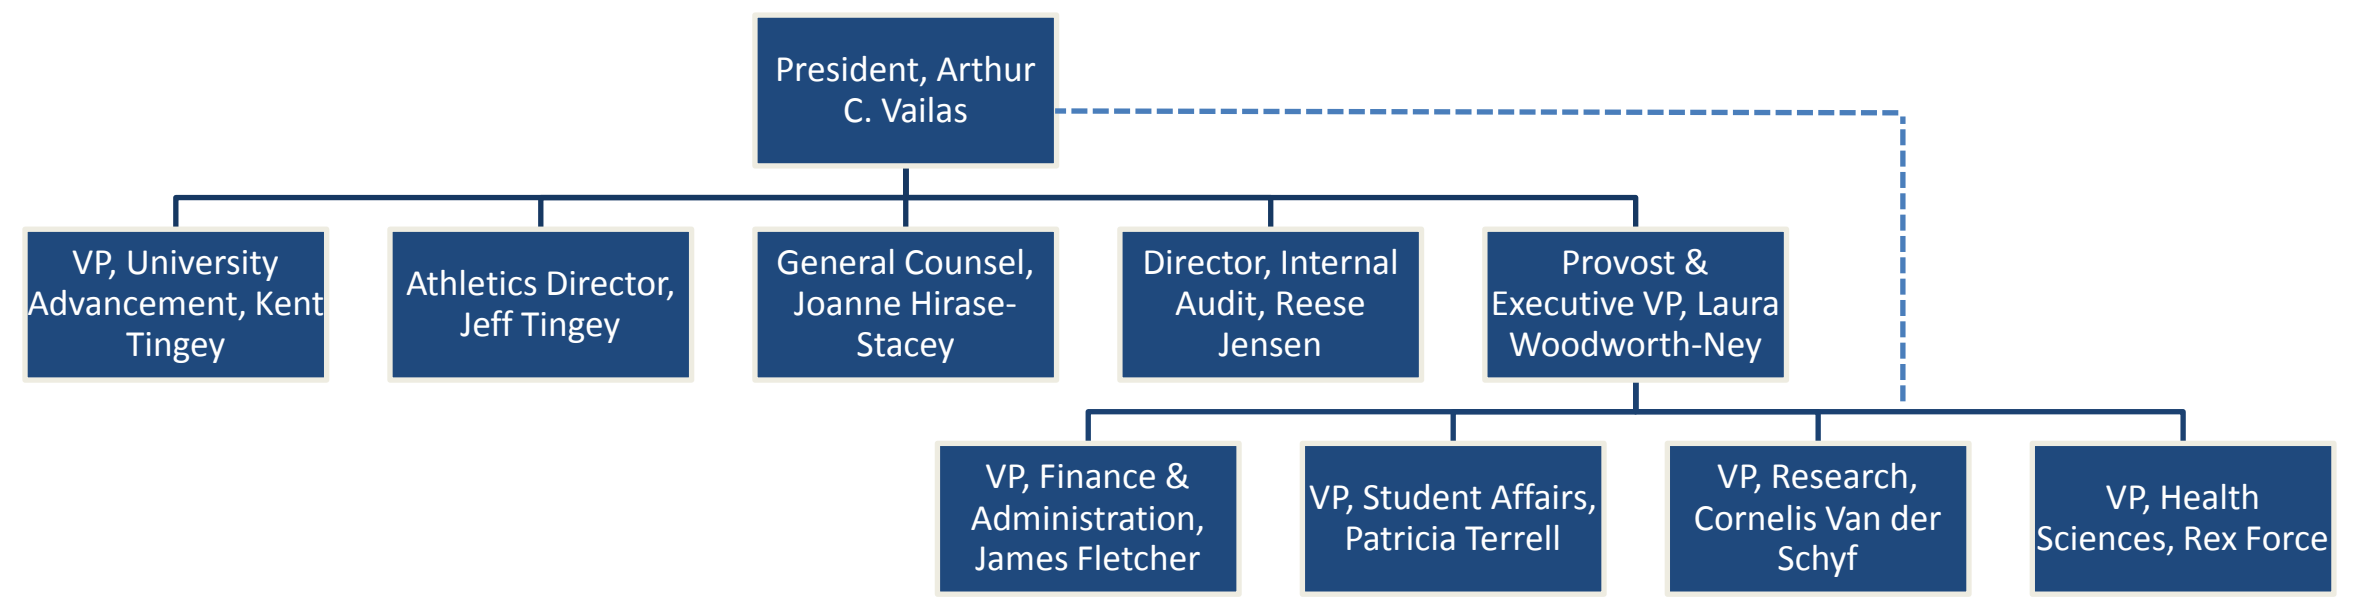 President, Arthur
C. Vailas
VP, University
Advancement, Kent
Tingey
Athletics Director,
Jeff Tingey
General Counsel,
Joanne Hirase-
Stacey
Director, Internal
Audit, Reese
Jensen
Provost &
Executive VP, Laura
Woodworth-Ney
VP, Finance &
Administration,
James Fletcher
VP, Student Affairs,
Patricia Terrell
VP, Research,
Cornelis Van der
Schyf
VP, Health
Sciences, Rex Force